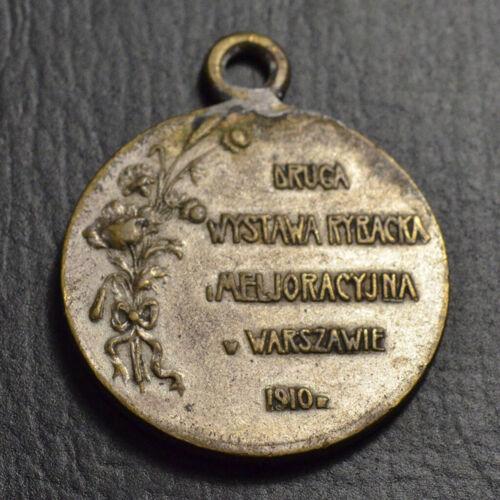 DRUGA
WYSTAWA RYBACKA
i MELJORACYJNA
w WARSZAWIE
1910 R